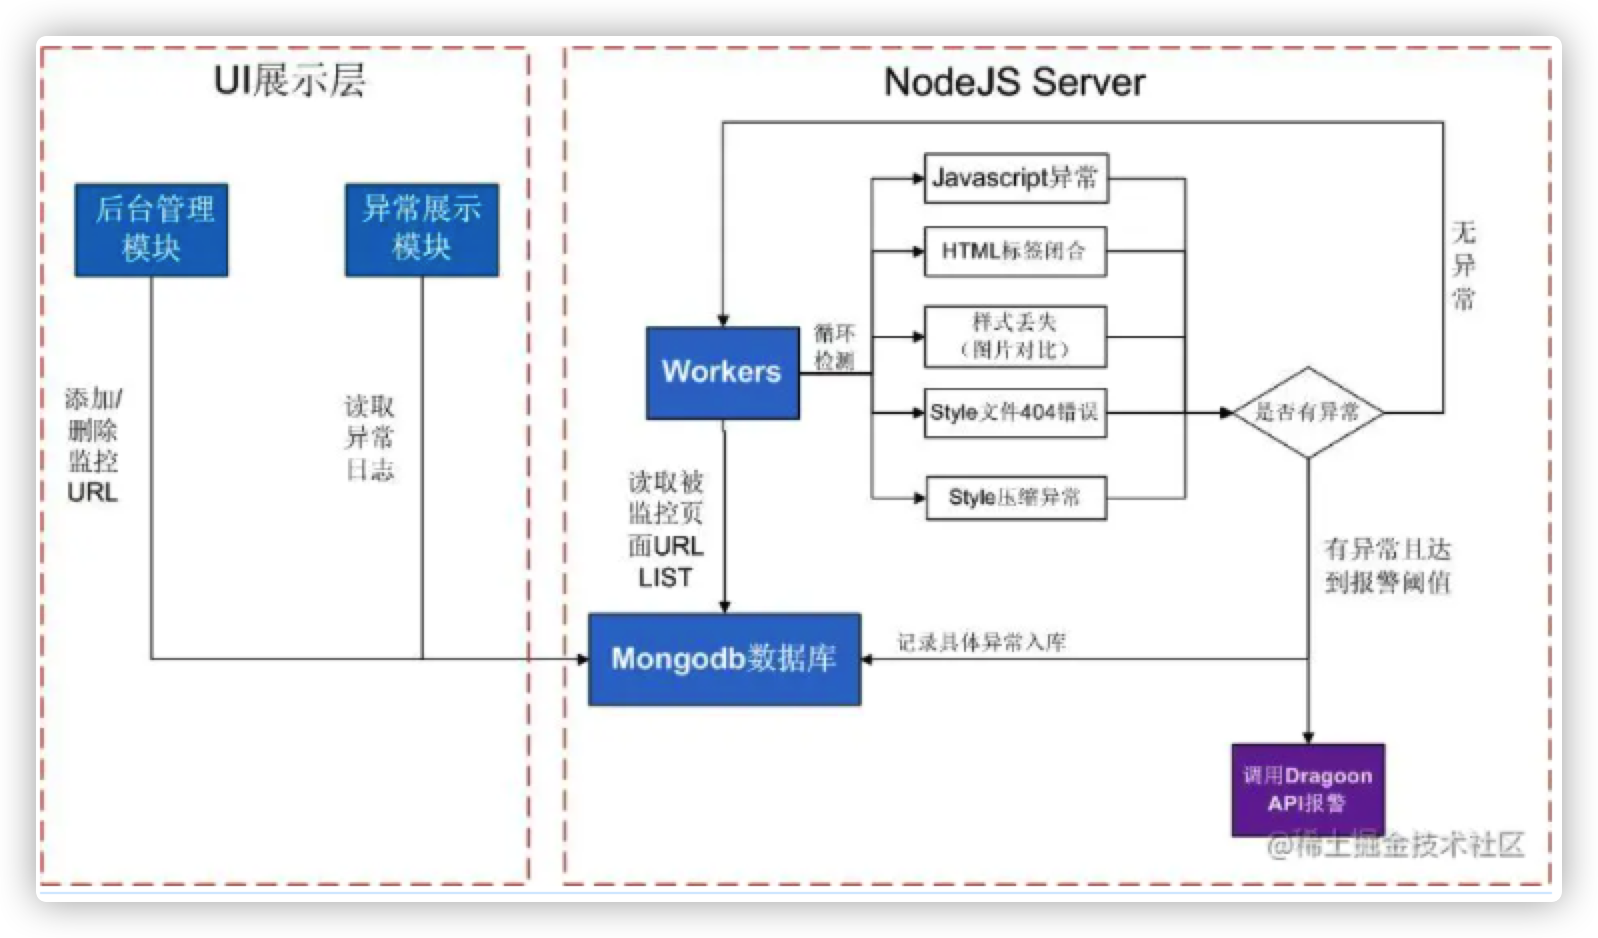 UI展示层
后台管理
模块
异常展示
模块
添加/
删除
监控
URL
读取
异常
日志
NodeJS Server
Workers
循环
检测
Javascript异常
HTML标签闭合
样式丢失
（图片对比）
Style文件404错误
Style压缩异常
是否有异常
无
异
常
读取被
监控页
面URL
LIST
有异常且达
到报警阈值
Mongodb数据库
记录具体异常入库
调用Dragoon
API报警
@稀土掘金技术社区